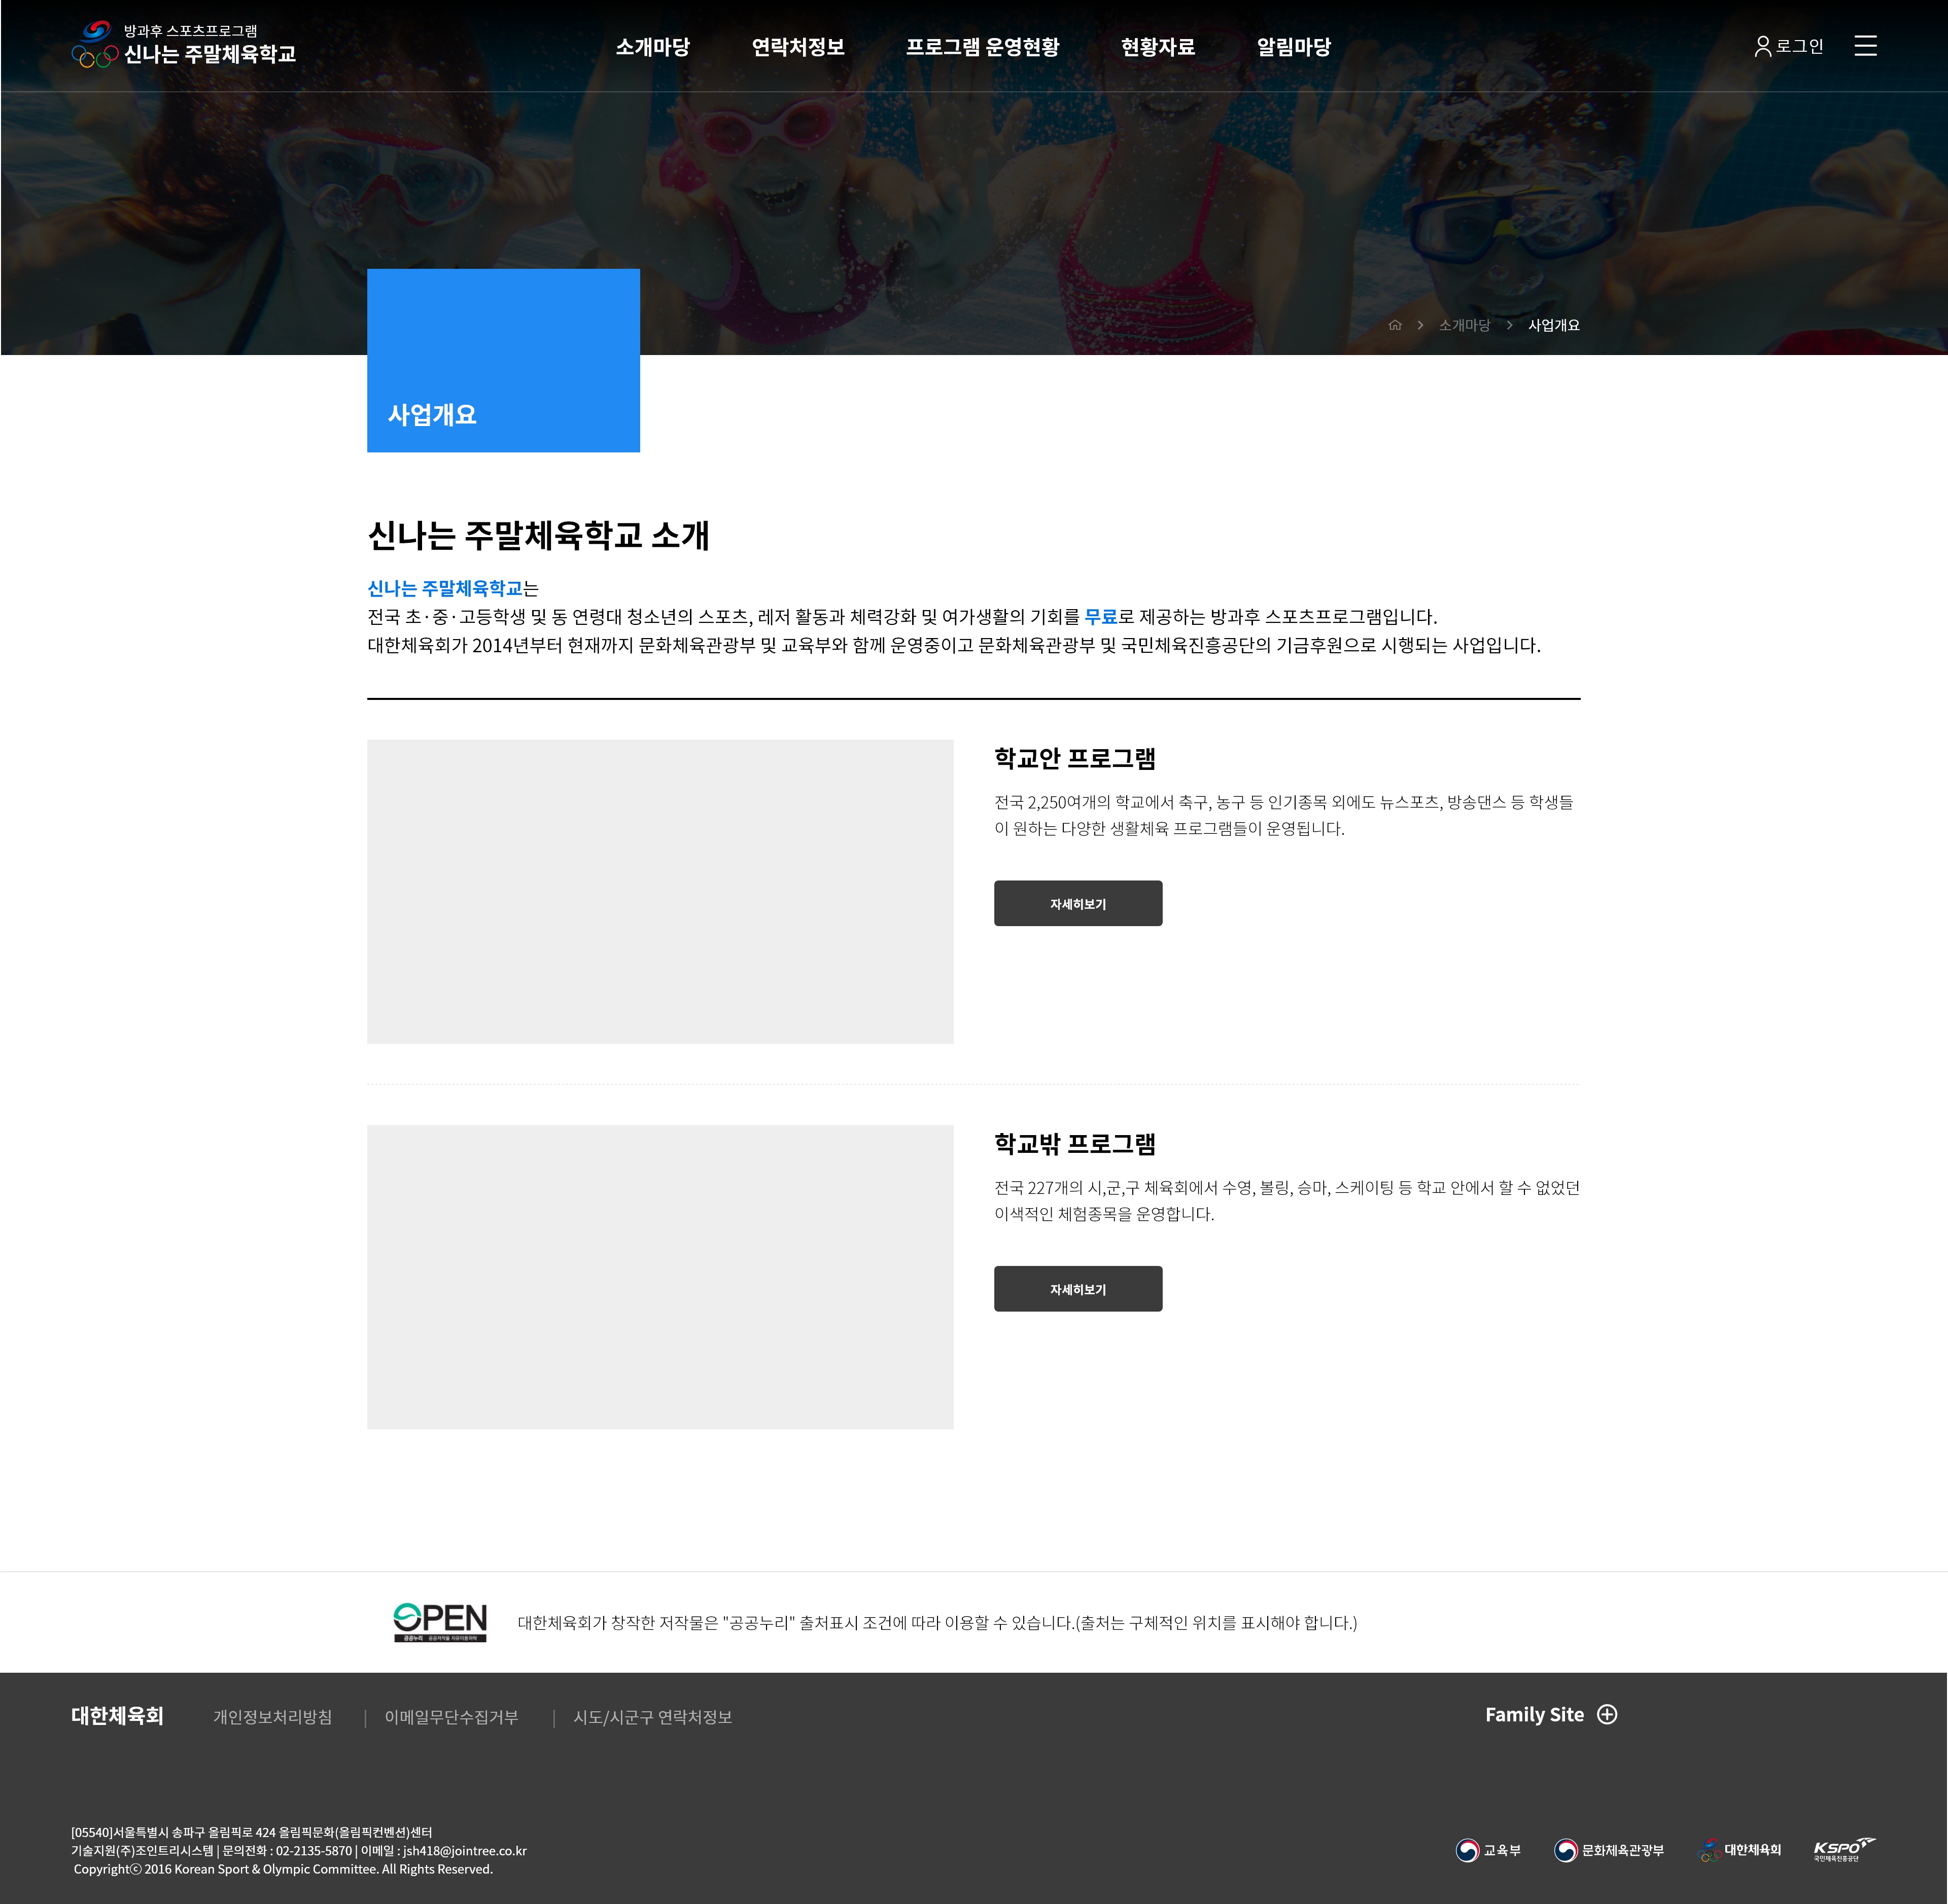 방과후 스포츠프로그램
신나는 주말체육학교
소개마당 연락처정보 프로그램 운영현황 현황자료 알림마당
로그인
소개마당 사업개요
사업개요
신나는 주말체육학교 소개
신나는 주말체육학교는
전국 초·중·고등학생 및 동 연령대 청소년의 스포츠, 레저 활동과 체력강화 및 여가생활의 기회를 무료로 제공하는 방과후 스포츠프로그램입니다.
대한체육회가 2014년부터 현재까지 문화체육관광부 및 교육부와 함께 운영중이고 문화체육관광부 및 국민체육진흥공단의 기금후원으로 시행되는 사업입니다.
학교안 프로그램
전국 2,250여개의 학교에서 축구, 농구 등 인기종목 외에도 뉴스포츠, 방송댄스 등 학생들
이 원하는 다양한 생활체육 프로그램들이 운영됩니다.
자세히보기
학교밖 프로그램
전국 227개의 시,군,구 체육회에서 수영, 볼링, 승마, 스케이팅 등 학교 안에서 할 수 없었던
이색적인 체험종목을 운영합니다.
자세히보기
OPEN
공공누리 공공저작물 자유이용허락
대한체육회가 창작한 저작물은 "공공누리" 출처표시 조건에 따라 이용할 수 있습니다.(출처는 구체적인 위치를 표시해야 합니다.)
대한체육회 개인정보처리방침 | 이메일무단수집거부 | 시도/시군구 연락처정보
Family Site
[05540]서울특별시 송파구 올림픽로 424 올림픽문화(올림픽컨벤션)센터
기술지원(주)조인트리시스템 | 문의전화 : 02-2135-5870 | 이메일 : jsh418@jointree.co.kr
Copyrightⓒ 2016 Korean Sport & Olympic Committee. All Rights Reserved.
교육부 문화체육관광부 대한체육회 KSPO
국민체육진흥공단